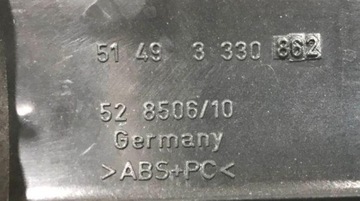 51 49 3 330 862
52 8506/10
Germany
>ABS+PC<